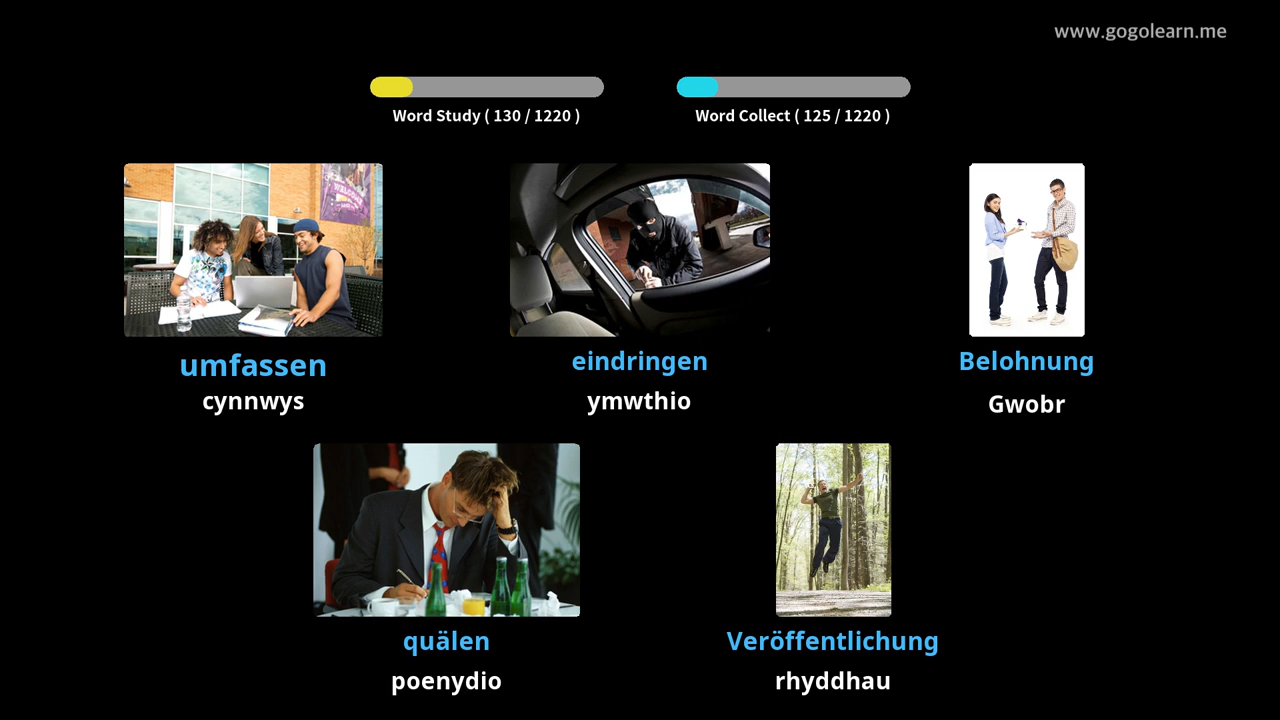 www.gogolearn.me
Word Study ( 130 / 1220 )
Word Collect ( 125 / 1220 )
umfassen
cynnwys
eindringen
ymwthio
Belohnung
Gwobr
quälen
poenydio
Veröffentlichung
rhyddhau